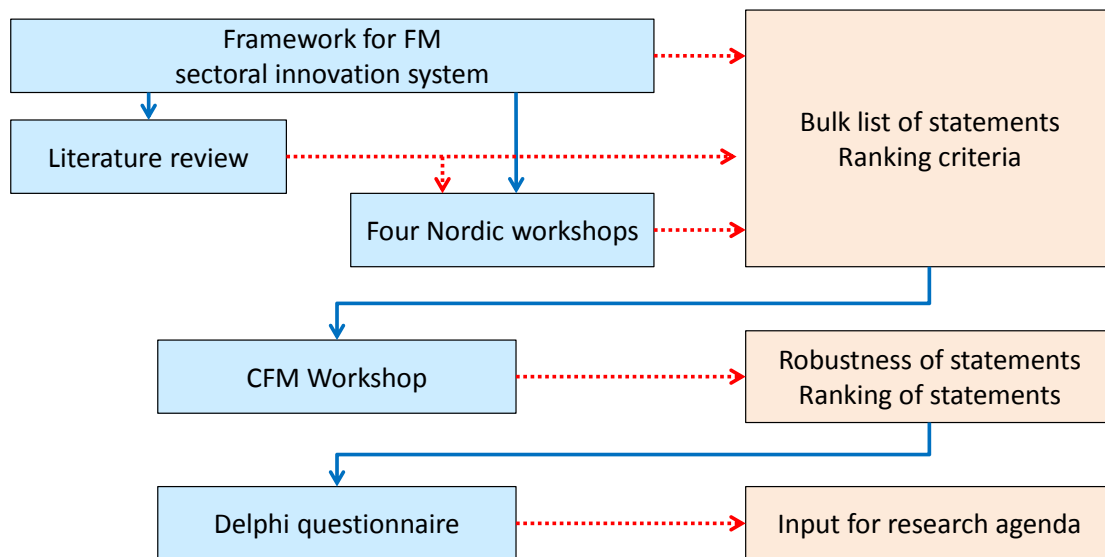 Framework for FM
sectoral innovation system
Literature review
Four Nordic workshops
Bulk list of statements
Ranking criteria
CFM Workshop
Robustness of statements
Ranking of statements
Delphi questionnaire
Input for research agenda